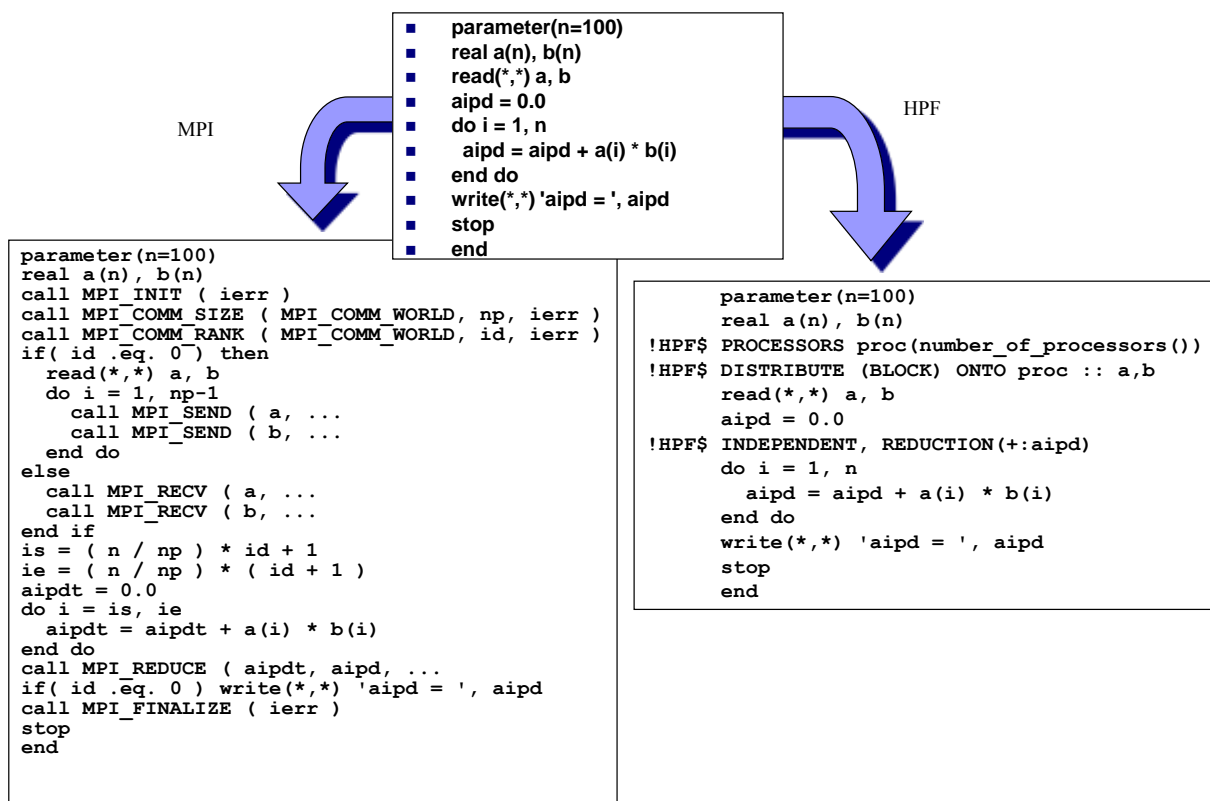 parameter(n=100)
real a(n), b(n)
read(*,*) a, b
aipd = 0.0
do i = 1, n
aipd = aipd + a(i) * b(i)
end do
write(*,*) 'aipd = ', aipd
stop
end
MPI
HPF
parameter(n=100)
real a(n), b(n)
call MPI_INIT ( ierr )
call MPI_COMM_SIZE ( MPI_COMM_WORLD, np, ierr )
call MPI_COMM_RANK ( MPI_COMM_WORLD, id, ierr )
if( id .eq. 0 ) then
read(*,*) a, b
do i = 1, np-1
call MPI_SEND ( a, ...
call MPI_SEND ( b, ...
end do
else
call MPI_RECV ( a, ...
call MPI_RECV ( b, ...
end if
is = ( n / np ) * id + 1
ie = ( n / np ) * ( id + 1 )
aipdt = 0.0
do i = is, ie
aipdt = aipdt + a(i) * b(i)
end do
call MPI_REDUCE ( aipdt, aipd, ...
if( id .eq. 0 ) write(*,*) 'aipd = ', aipd
call MPI_FINALIZE ( ierr )
stop
end
parameter(n=100)
real a(n), b(n)
!HPF$ PROCESSORS proc(number_of_processors())
!HPF$ DISTRIBUTE (BLOCK) ONTO proc :: a,b
read(*,*) a, b
aipd = 0.0
!HPF$ INDEPENDENT, REDUCTION(+:aipd)
do i = 1, n
aipd = aipd + a(i) * b(i)
end do
write(*,*) 'aipd = ', aipd
stop
end